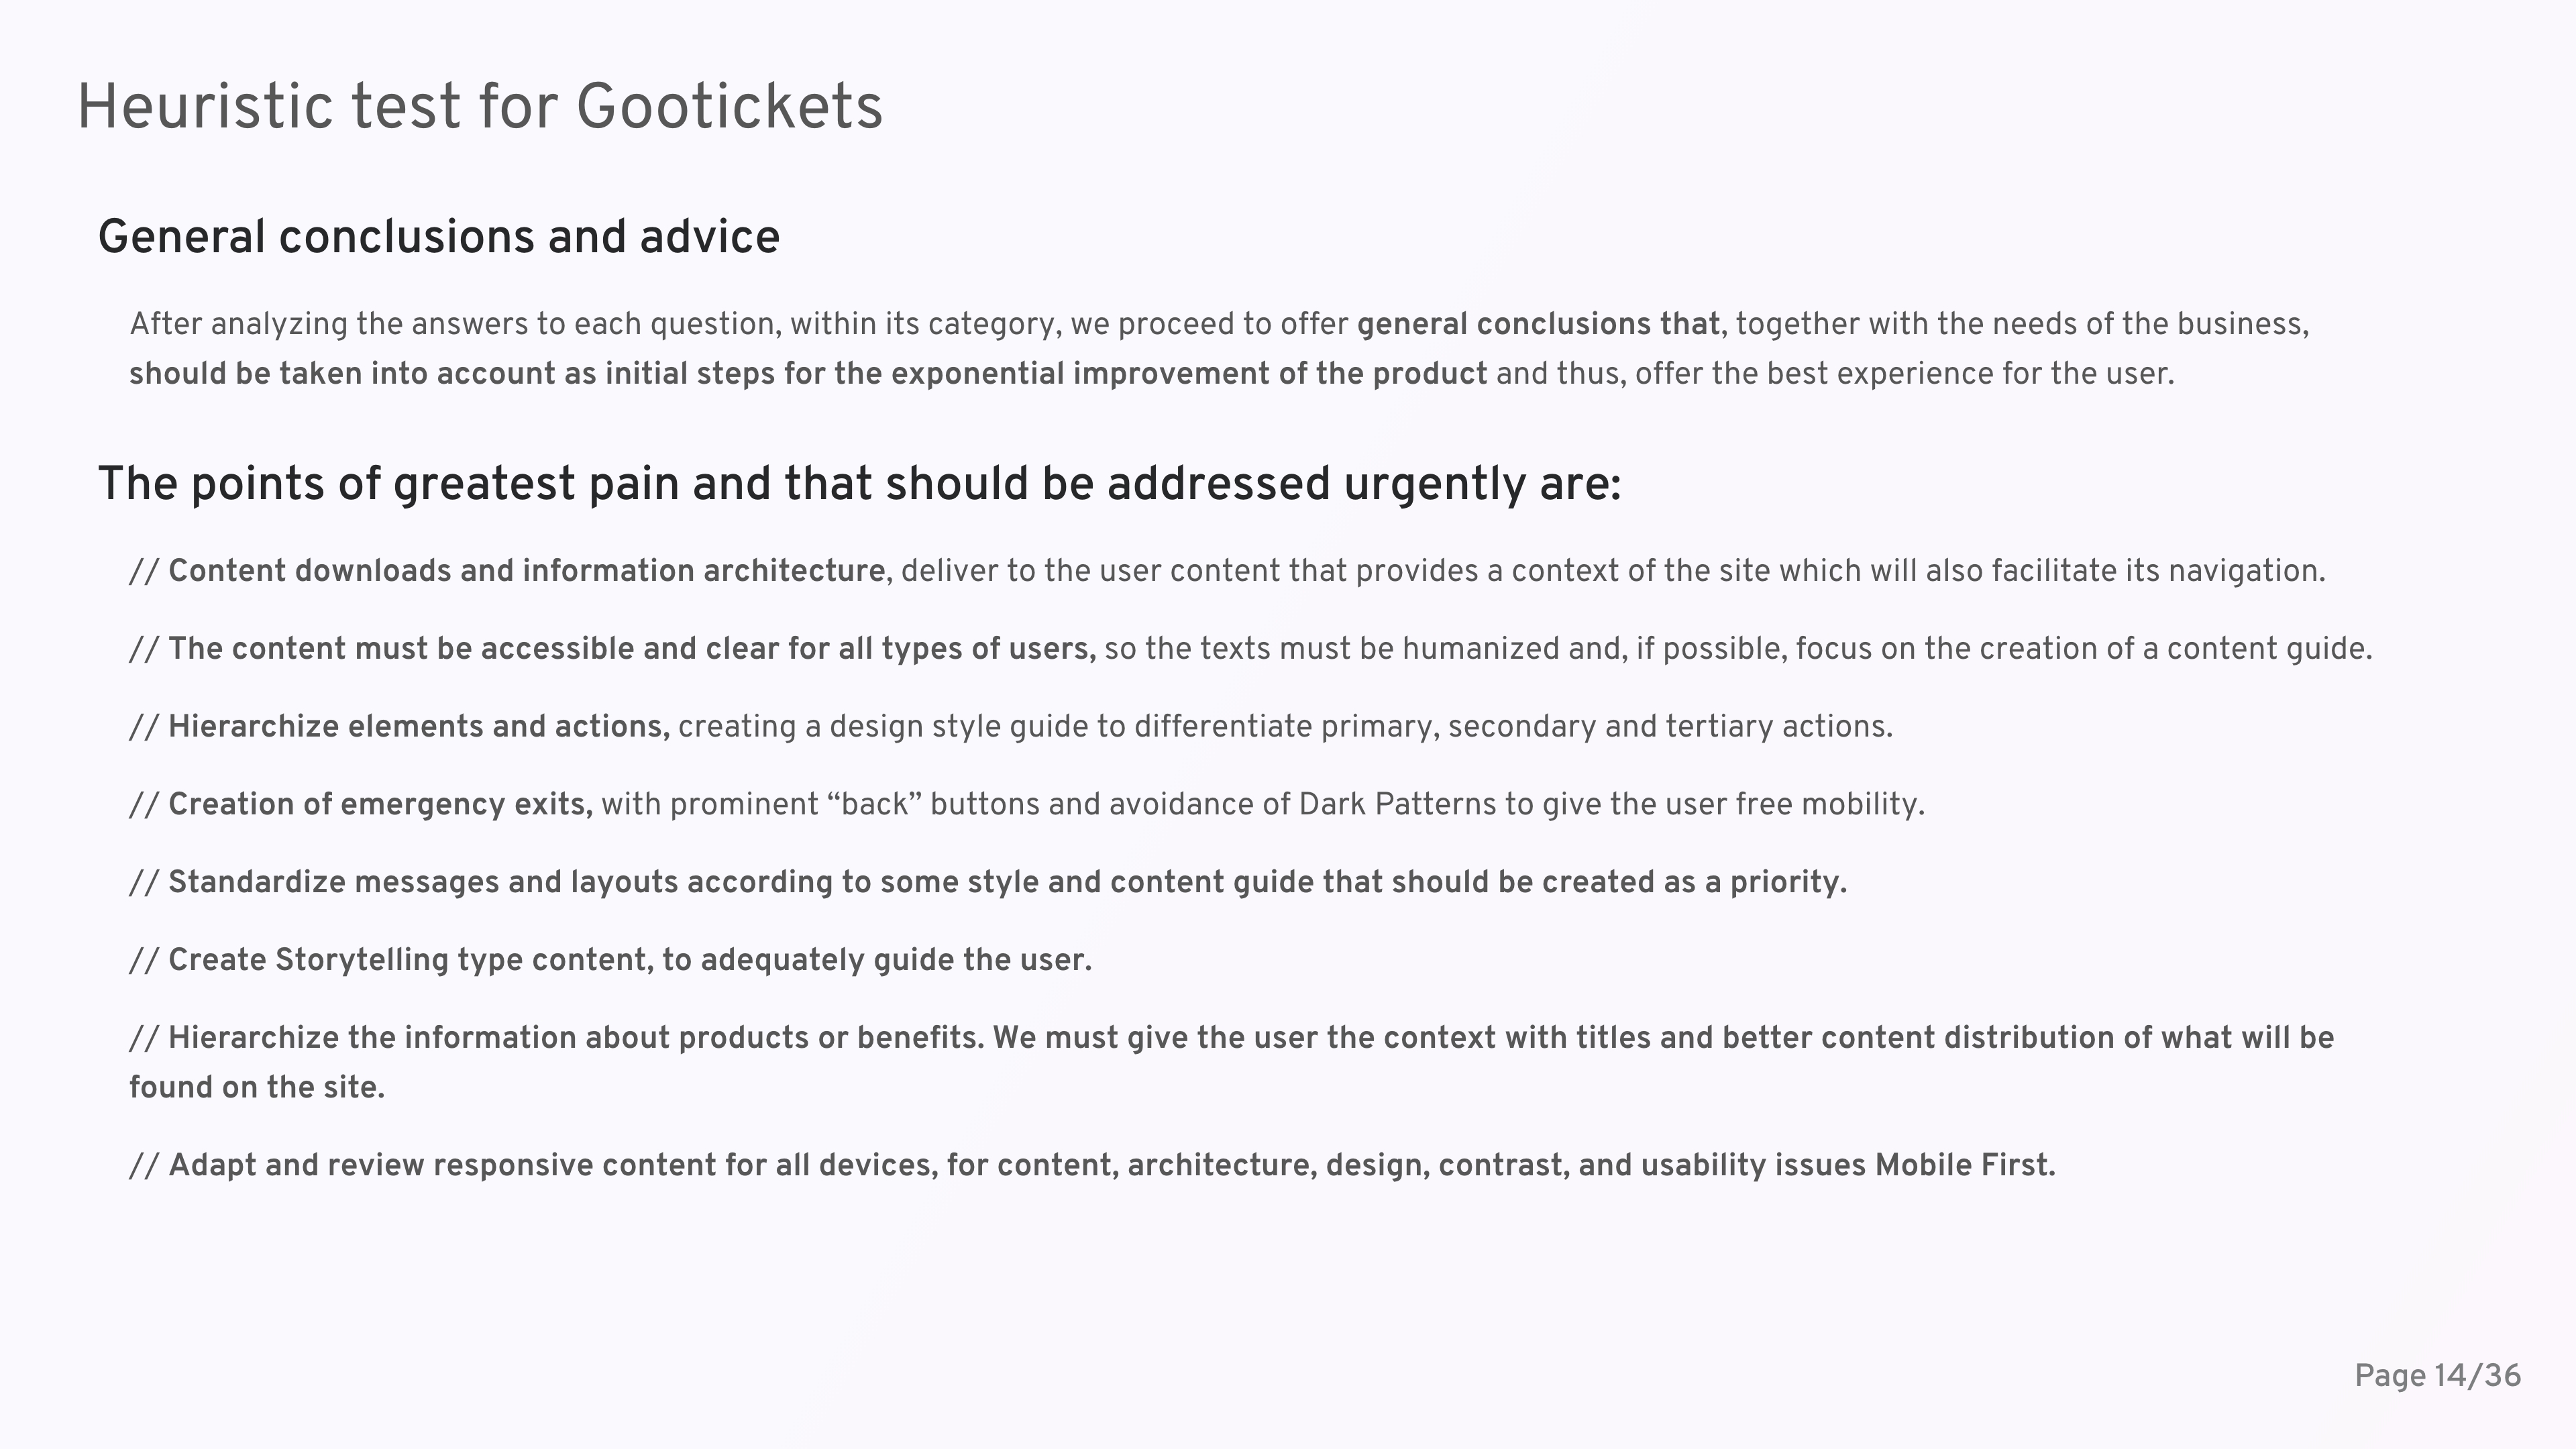 Heuristic test for Gootickets
General conclusions and advice
After analyzing the answers to each question, within its category, we proceed to offer general conclusions that, together with the needs of the business,
should be taken into account as initial steps for the exponential improvement of the product and thus, offer the best experience for the user.
The points of greatest pain and that should be addressed urgently are:
// Content downloads and information architecture, deliver to the user content that provides a context of the site which will also facilitate its navigation.
// The content must be accessible and clear for all types of users, so the texts must be humanized and, if possible, focus on the creation of a content guide.
// Hierarchize elements and actions, creating a design style guide to differentiate primary, secondary and tertiary actions.
// Creation of emergency exits, with prominent “back” buttons and avoidance of Dark Patterns to give the user free mobility.
// Standardize messages and layouts according to some style and content guide that should be created as a priority.
// Create Storytelling type content, to adequately guide the user.
// Hierarchize the information about products or benefits. We must give the user the context with titles and better content distribution of what will be
found on the site.
// Adapt and review responsive content for all devices, for content, architecture, design, contrast, and usability issues Mobile First.
Page 14/36